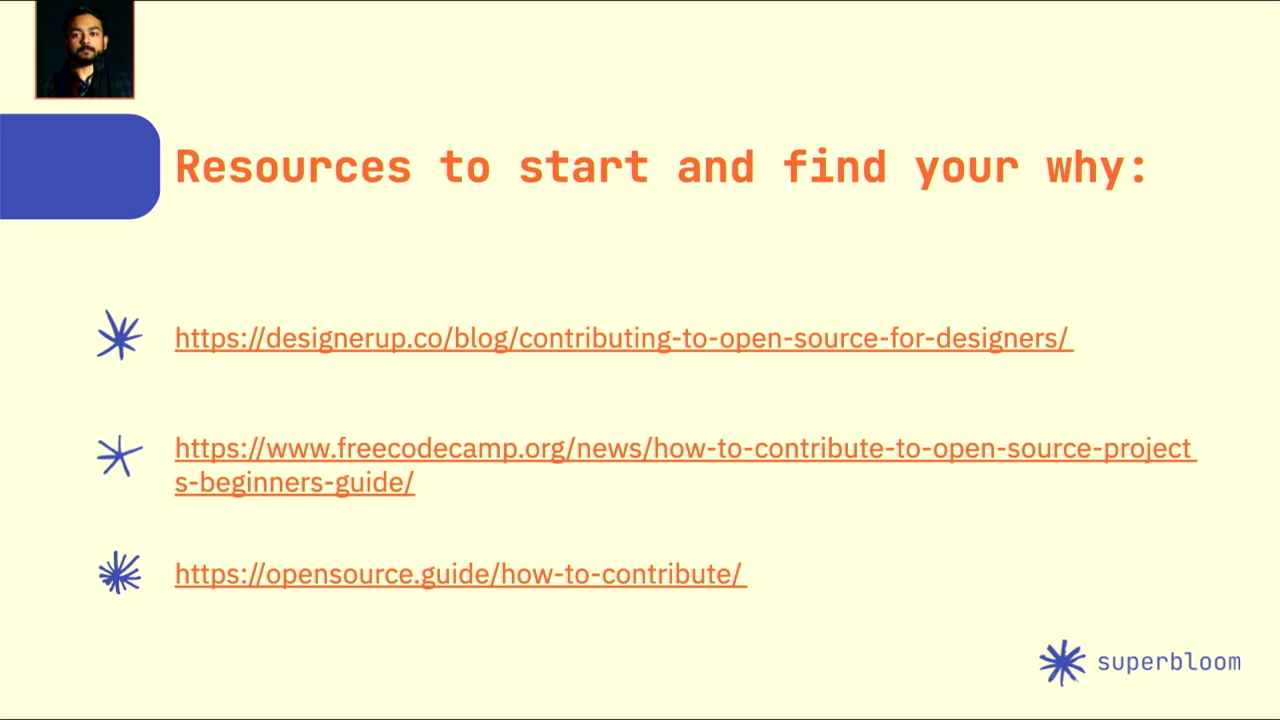 Resources to start and find your why:
https://designerup.co/blog/contributing-to-open-source-for-designers/
https://www.freecodecamp.org/news/how-to-contribute-to-open-source-project
s-beginners-guide/
https://opensource.guide/how-to-contribute/
superbloom